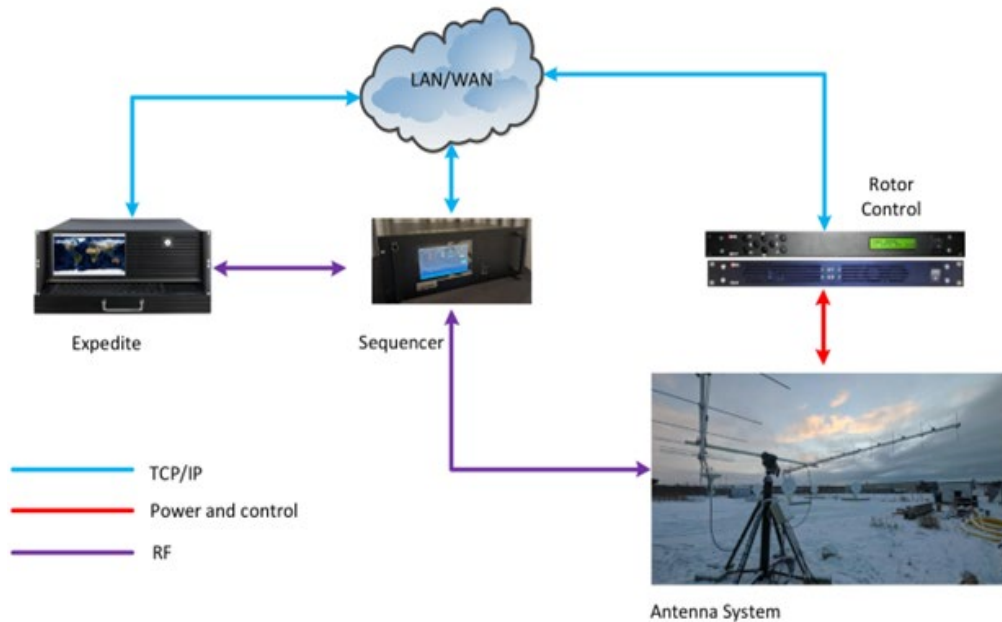 LAN/WAN
Rotor
Control
Expedite
Sequencer
TCP/IP
Power and control
RF
Antenna System